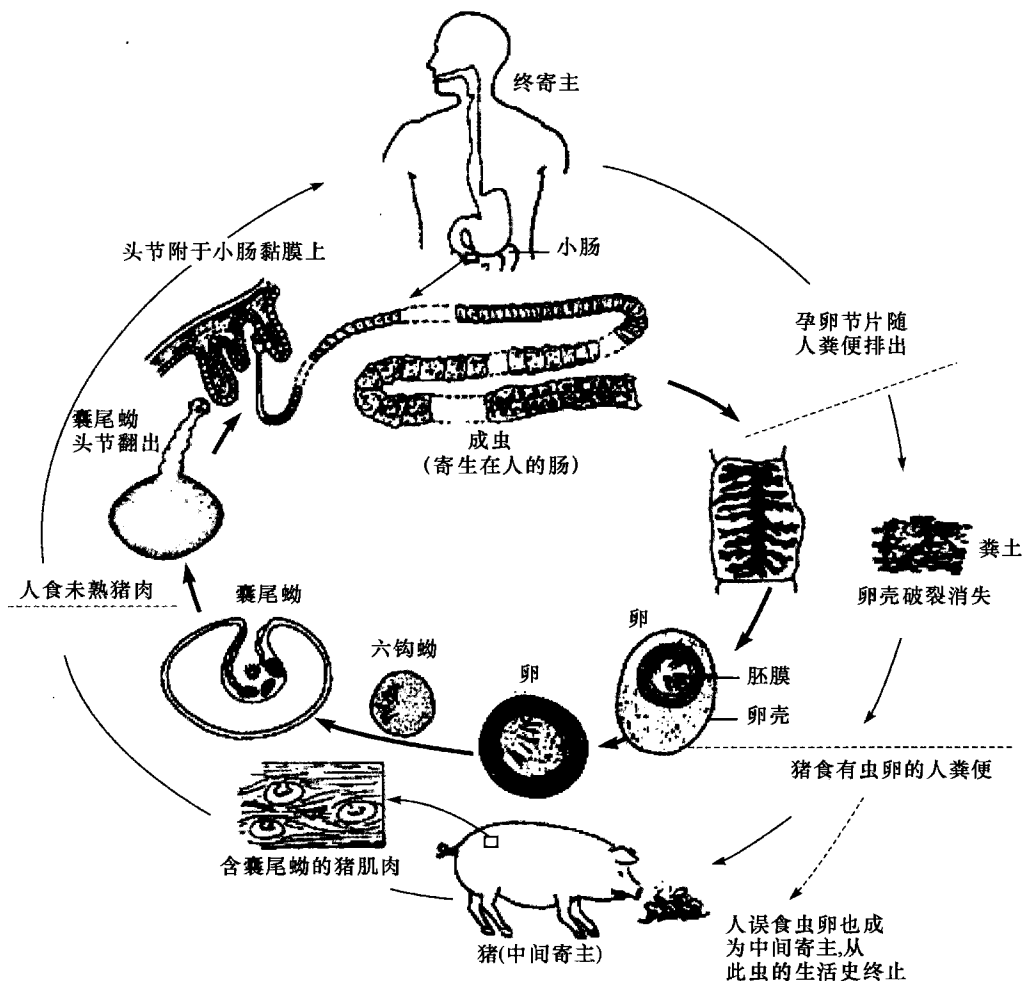 终寄主
小肠
头节附于小肠黏膜上
孕卵节片随
人粪便排出
囊尾蚴
头节翻出
成虶
(寄生在人的肠)
粪土
卵壳破裂消失
人食未熟猪肉
囊尾蚴
六钩蚴
卵
卵
胚膜
卵壳
猪食有虫卵的人粪便
含囊尾蚴的猪肌肉
猪(中间寄主)
人误食虫卵也成
为中间寄主,从
此虫的生活史终止